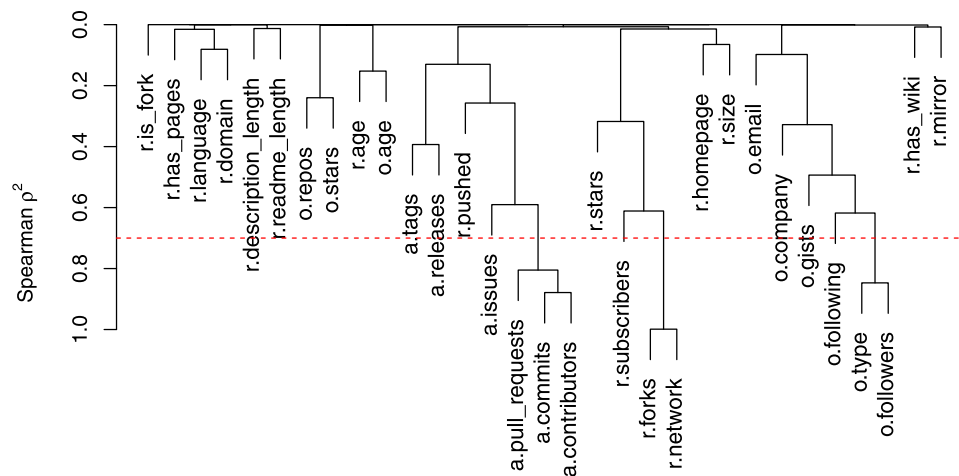 Spearman ρ²
0.0
0.2
0.4
0.6
0.8
1.0
r.is_fork
r.has_pages
r.language
r.domain
r.description_length
r.readme_length
o.repos
o.stars
r.age
o.age
a.tags
a.releases
r.pushed
a.issues
a.pull_requests
a.commits
a.contributors
r.stars
r.subscribers
r.forks
r.network
r.homepage
r.size
o.email
o.company
o.gists
o.following
o.type
o.followers
r.has_wiki
r.mirror